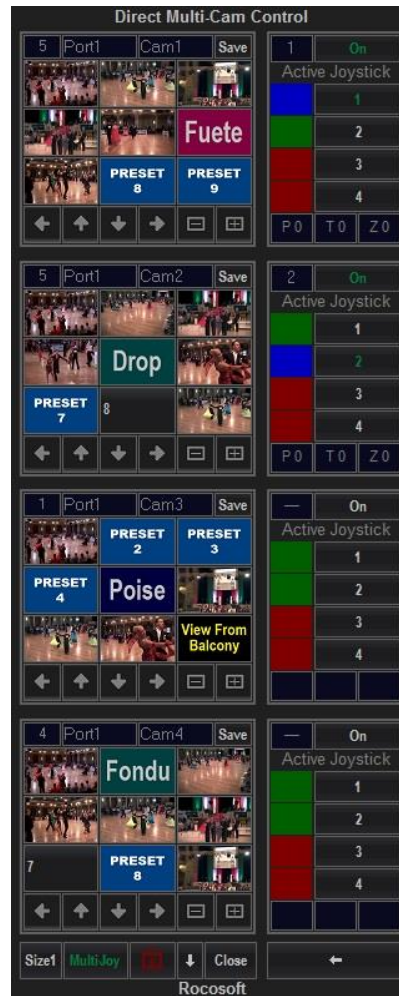 Direct Multi-Cam Control
5 Port1 Cam1 Save
1 On
Active Joystick
1
Fuete
2
PRESET 8
PRESET 9
3
4
P 0 T 0 Z 0
5 Port1 Cam2 Save
2 On
Active Joystick
1
Drop
2
PRESET 7
8
3
4
P 0 T 0 Z 0
1 Port1 Cam3 Save
— On
Active Joystick
PRESET 2
PRESET 3
1
PRESET 4
Poise
2
View From
Balcony
3
4
4 Port1 Cam4 Save
— On
Active Joystick
Fondu
1
2
7
PRESET 8
3
4
Size1 MultiJoy Close
Rocosoft